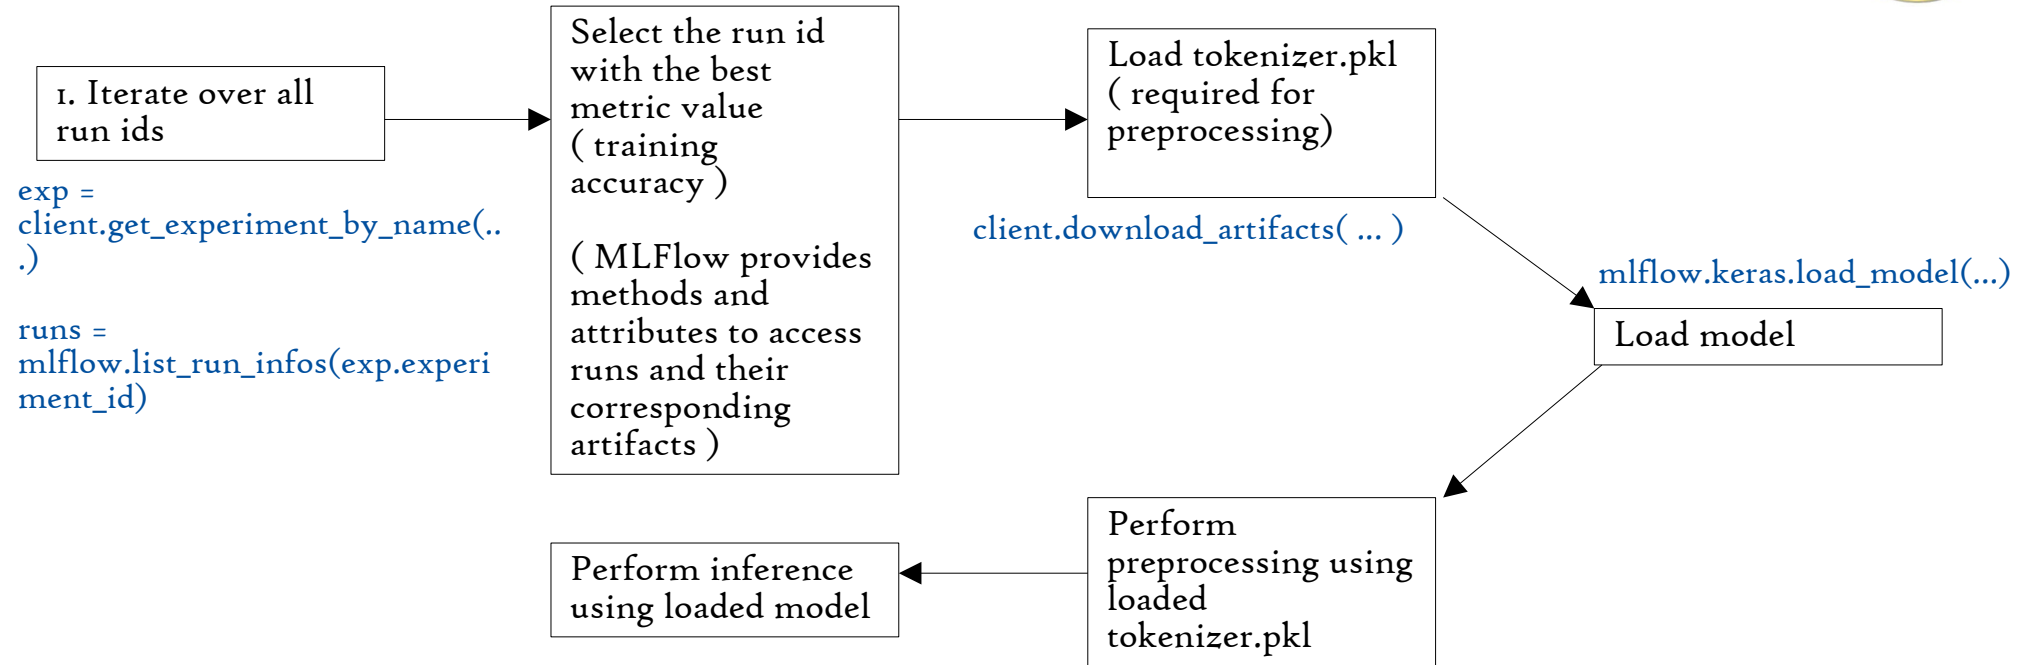 1. Iterate over all
run ids
exp =
client.get_experiment_by_name(..
.)
runs =
mlflow.list_run_infos(exp.experi
ment_id)
Select the run id
with the best
metric value
( training
accuracy )
( MLFlow provides
methods and
attributes to access
runs and their
corresponding
artifacts )
Load tokenizer.pkl
( required for
preprocessing)
client.download_artifacts( ... )
mlflow.keras.load_model(...)
Load model
Perform
preprocessing using
loaded
tokenizer.pkl
Perform inference
using loaded model